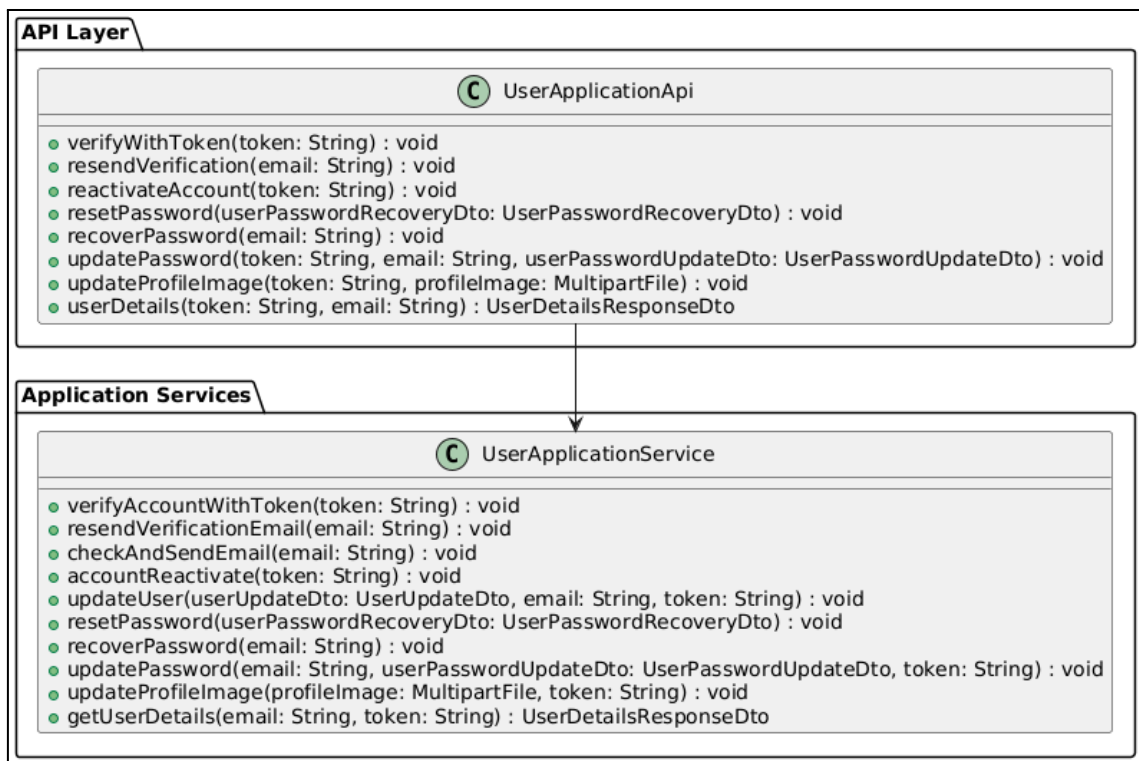 API Layer
C UserApplicationApi
verifyWithToken(token: String) : void
resendVerification(email: String) : void
reactivateAccount(token: String) : void
resetPassword(userPasswordRecoveryDto: UserPasswordRecoveryDto) : void
recoverPassword(email: String) : void
updatePassword(token: String, email: String, userPasswordUpdateDto: UserPasswordUpdateDto) : void
updateProfileImage(token: String, profileImage: MultipartFile) : void
userDetails(token: String, email: String) : UserDetailsResponseDto
Application Services
C UserApplicationService
verifyAccountWithToken(token: String) : void
resendVerificationEmail(email: String) : void
checkAndSendEmail(email: String) : void
accountReactivate(token: String) : void
updateUser(userUpdateDto: UserUpdateDto, email: String, token: String) : void
resetPassword(userPasswordRecoveryDto: UserPasswordRecoveryDto) : void
recoverPassword(email: String) : void
updatePassword(email: String, userPasswordUpdateDto: UserPasswordUpdateDto, token: String) : void
updateProfileImage(profileImage: MultipartFile, token: String) : void
getUserDetails(email: String, token: String) : UserDetailsResponseDto